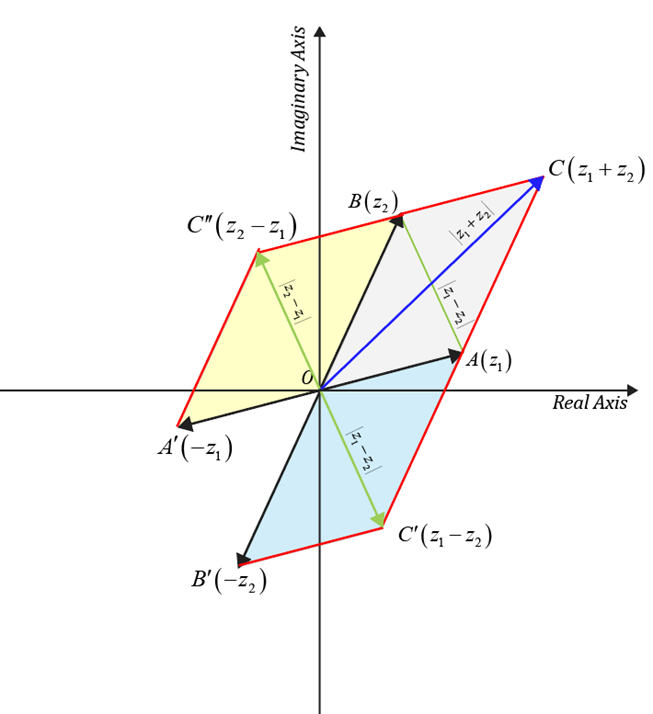 Imaginary Axis
C(z₁ + z₂)
B(z₂)
C″(z₂ − z₁)
|z₁ + z₂|
|z₂ − z₁|
|z₁ − z₂|
A(z₁)
O
Real Axis
A′(−z₁)
|z₁ − z₂|
C′(z₁ − z₂)
B′(−z₂)